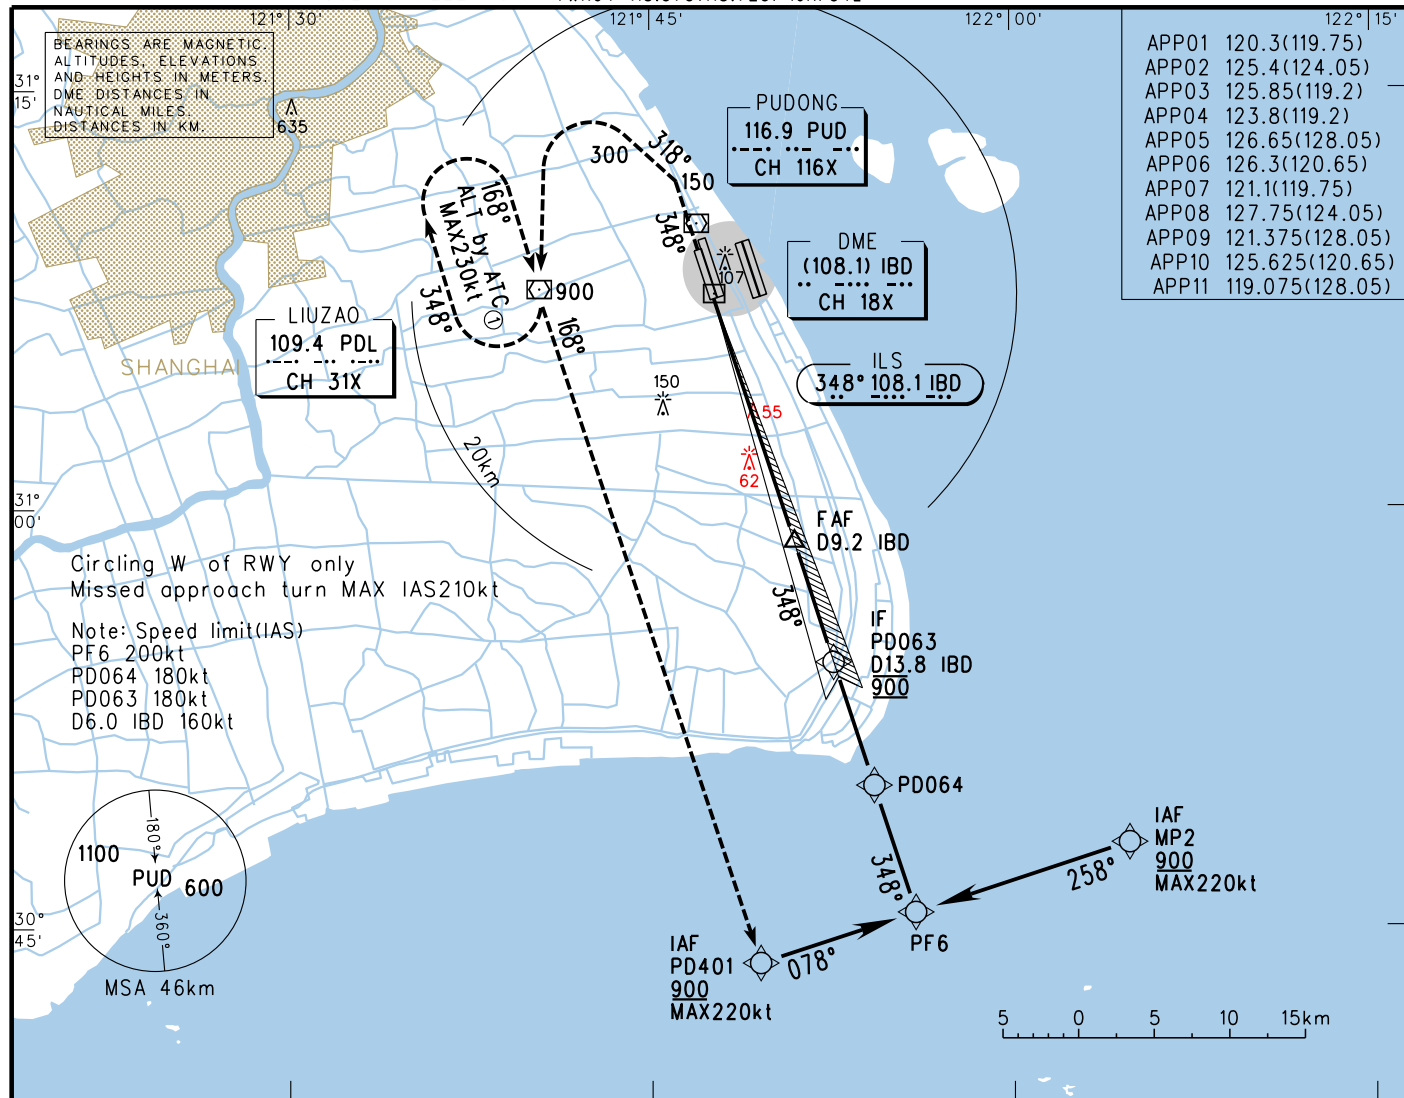 121° 30'
121° 45'
122° 00'
122° 15'
BEARINGS ARE MAGNETIC.
ALTITUDES, ELEVATIONS
AND HEIGHTS IN METERS.
DME DISTANCES IN
NAUTICAL MILES.
DISTANCES IN KM.
31°
15'
635
APP01 120.3(119.75)
APP02 125.4(124.05)
APP03 125.85(119.2)
APP04 123.8(119.2)
APP05 126.65(128.05)
APP06 126.3(120.65)
APP07 121.1(119.75)
APP08 127.75(124.05)
APP09 121.375(128.05)
APP10 125.625(120.65)
APP11 119.075(128.05)
PUDONG
116.9 PUD
CH 116X
300
318°
150
348°
168°
ALT by ATC ①
MAX230kt
348°
900
168°
107
DME
(108.1) IBD
CH 18X
LIUZAO
109.4 PDL
CH 31X
SHANGHAI
ILS
348° 108.1 IBD
150
55
62
20km
31°
00'
FAF
D9.2 IBD
Circling W of RWY only
Missed approach turn MAX IAS210kt
Note: Speed limit(IAS)
PF6 200kt
PD064 180kt
PD063 180kt
D6.0 IBD 160kt
348°
IF
PD063
D13.8 IBD
900
PD064
IAF
MP2
900
MAX220kt
258°
348°
PF6
180°
1100
PUD
600
360°
MSA 46km
30°
45'
IAF
PD401
900
MAX220kt
078°
5 0 5 10 15km